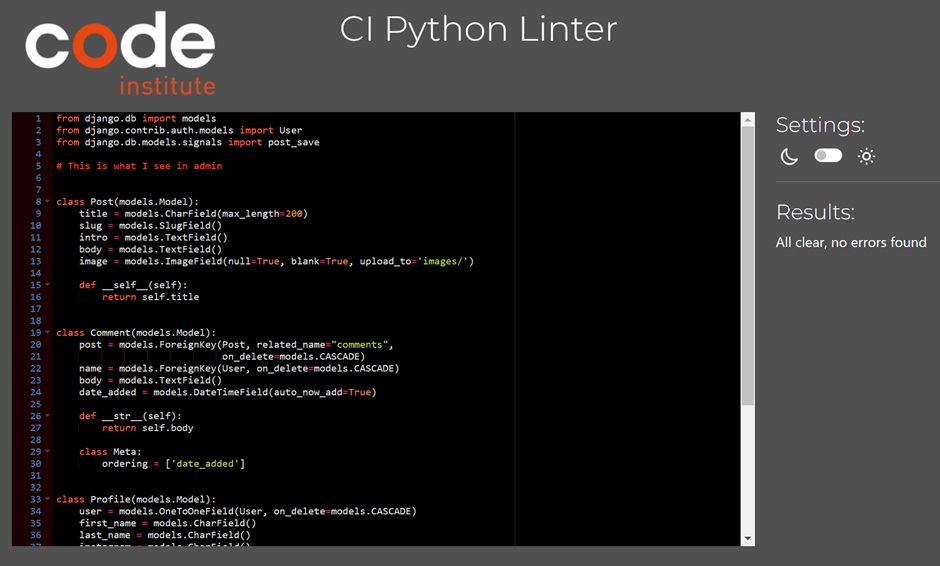 code
institute
CI Python Linter
1 from django.db import models
2 from django.contrib.auth.models import User
3 from django.db.models.signals import post_save
4
5 # This is what I see in admin
6
7
8 class Post(models.Model):
9     title = models.CharField(max_length=200)
10     slug = models.SlugField()
11     intro = models.TextField()
12     body = models.TextField()
13     image = models.ImageField(null=True, blank=True, upload_to='images/')
14
15     def __self__(self):
16         return self.title
17
18
19 class Comment(models.Model):
20     post = models.ForeignKey(Post, related_name="comments",
21                              on_delete=models.CASCADE)
22     name = models.ForeignKey(User, on_delete=models.CASCADE)
23     body = models.TextField()
24     date_added = models.DateTimeField(auto_now_add=True)
25
26     def __str__(self):
27         return self.body
28
29     class Meta:
30         ordering = ['date_added']
31
32
33 class Profile(models.Model):
34     user = models.OneToOneField(User, on_delete=models.CASCADE)
35     first_name = models.CharField()
36     last_name = models.CharField()
Settings:
Results:
All clear, no errors found